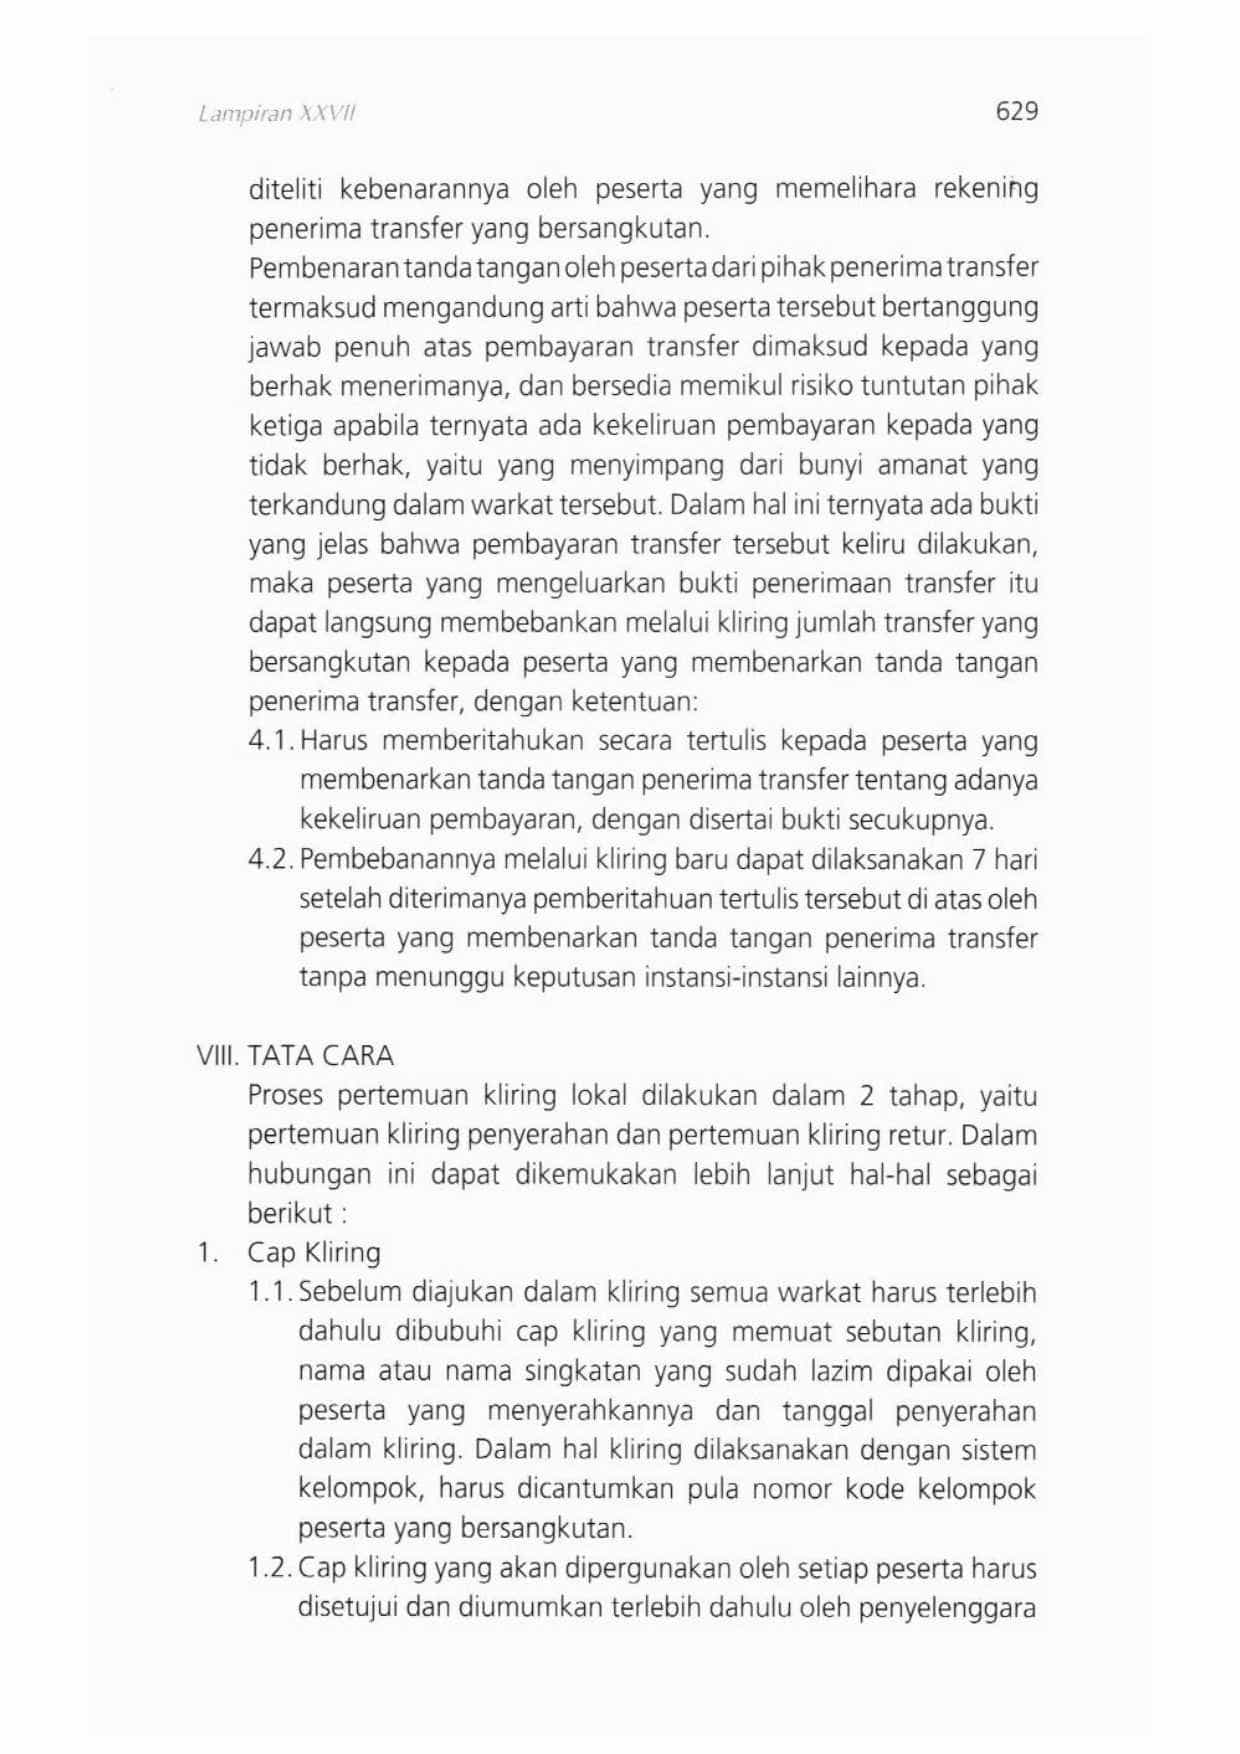 Lampiran XXVII
629
diteliti kebenarannya oleh peserta yang memelihara rekening
penerima transfer yang bersangkutan.
Pembenaran tanda tangan oleh peserta dari pihak penerima transfer
termaksud mengandung arti bahwa peserta tersebut bertanggung
jawab penuh atas pembayaran transfer dimaksud kepada yang
berhak menerimanya, dan bersedia memikul risiko tuntutan pihak
ketiga apabila ternyata ada kekeliruan pembayaran kepada yang
tidak berhak, yaitu yang menyimpang dari bunyi amanat yang
terkandung dalam warkat tersebut. Dalam hal ini ternyata ada bukti
yang jelas bahwa pembayaran transfer tersebut keliru dilakukan,
maka peserta yang mengeluarkan bukti penerimaan transfer itu
dapat langsung membebankan melalui kliring jumlah transfer yang
bersangkutan kepada peserta yang membenarkan tanda tangan
penerima transfer, dengan ketentuan:
4.1. Harus memberitahukan secara tertulis kepada peserta yang
membenarkan tanda tangan penerima transfer tentang adanya
kekeliruan pembayaran, dengan disertai bukti secukupnya.
4.2. Pembebanannya melalui kliring baru dapat dilaksanakan 7 hari
setelah diterimanya pemberitahuan tertulis tersebut di atas oleh
peserta yang membenarkan tanda tangan penerima transfer
tanpa menunggu keputusan instansi-instansi lainnya.
VIII. TATA CARA
Proses pertemuan kliring lokal dilakukan dalam 2 tahap, yaitu
pertemuan kliring penyerahan dan pertemuan kliring retur. Dalam
hubungan ini dapat dikemukakan lebih lanjut hal-hal sebagai
berikut :
1. Cap Kliring
1.1. Sebelum diajukan dalam kliring semua warkat harus terlebih
dahulu dibubuhi cap kliring yang memuat sebutan kliring,
nama atau nama singkatan yang sudah lazim dipakai oleh
peserta yang menyerahkannya dan tanggal penyerahan
dalam kliring. Dalam hal kliring dilaksanakan dengan sistem
kelompok, harus dicantumkan pula nomor kode kelompok
peserta yang bersangkutan.
1.2. Cap kliring yang akan dipergunakan oleh setiap peserta harus
disetujui dan diumumkan terlebih dahulu oleh penyelenggara